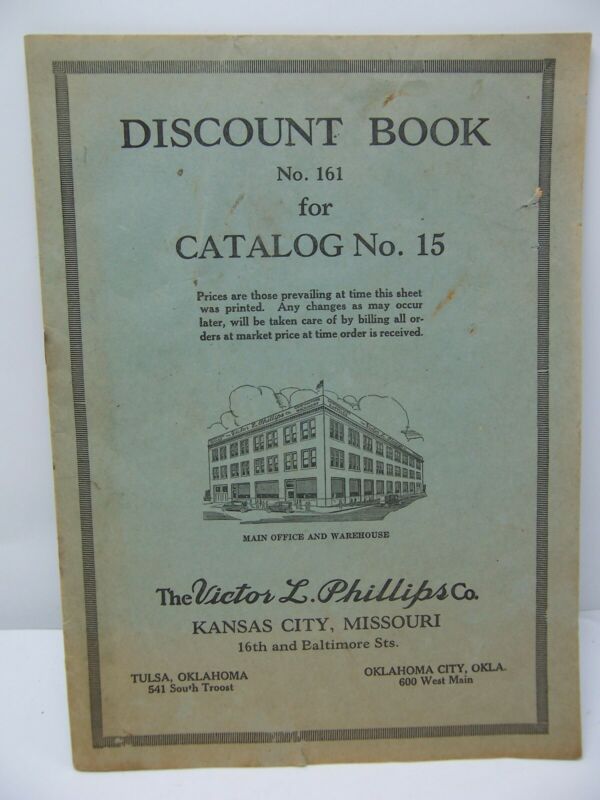 DISCOUNT BOOK
No. 161
for
CATALOG No. 15
Prices are those prevailing at time this sheet
was printed. Any changes as may occur
later, will be taken care of by billing all or-
ders at market price at time order is received.
Victor L. Phillips Co.
MAIN OFFICE AND WAREHOUSE
The Victor L. Phillips Co.
KANSAS CITY, MISSOURI
16th and Baltimore Sts.
TULSA, OKLAHOMA
541 South Troost
OKLAHOMA CITY, OKLA.
600 West Main